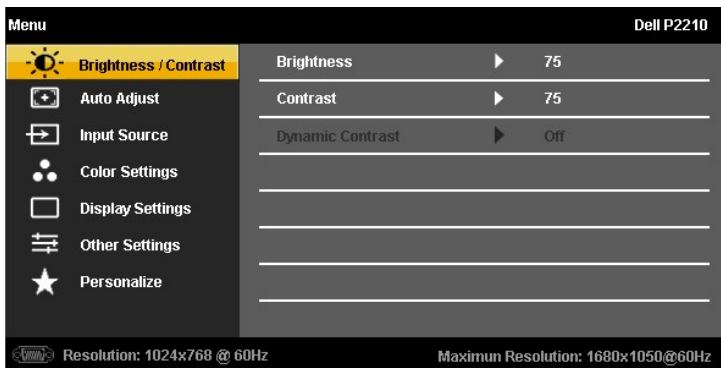 Menu Dell P2210
Brightness / Contrast Brightness 75
Auto Adjust Contrast 75
Input Source Dynamic Contrast Off
Color Settings
Display Settings
Other Settings
Personalize
Resolution: 1024x768 @ 60Hz Maximun Resolution: 1680x1050@60Hz